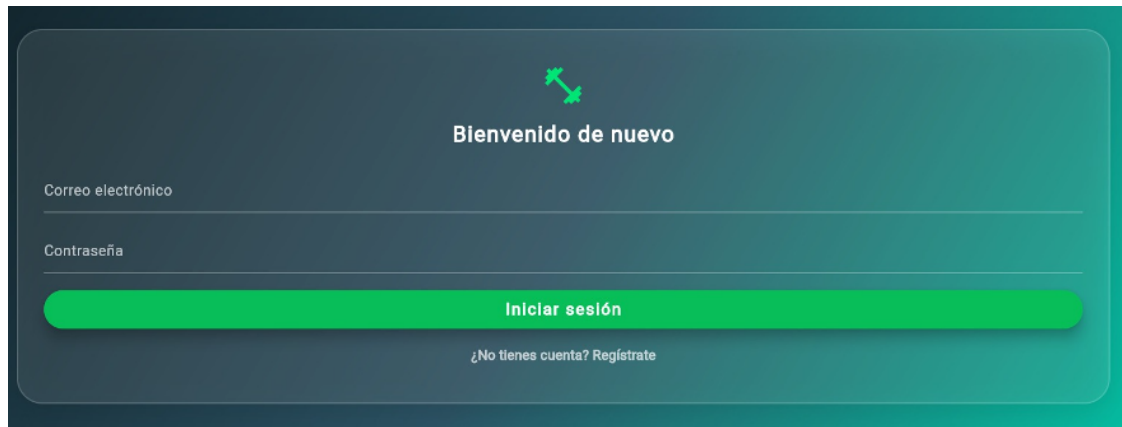 Bienvenido de nuevo
Correo electrónico
Contraseña
Iniciar sesión
¿No tienes cuenta? Regístrate